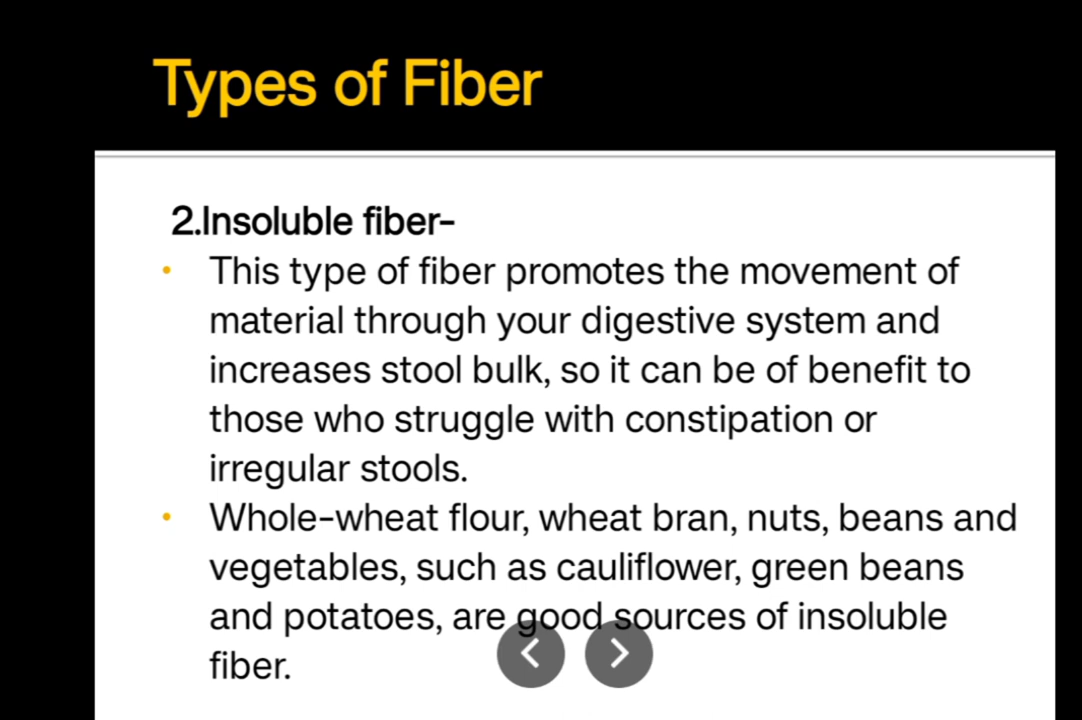 Types of Fiber
2.Insoluble fiber-
• This type of fiber promotes the movement of
material through your digestive system and
increases stool bulk, so it can be of benefit to
those who struggle with constipation or
irregular stools.
• Whole-wheat flour, wheat bran, nuts, beans and
vegetables, such as cauliflower, green beans
and potatoes, are good sources of insoluble
fiber.